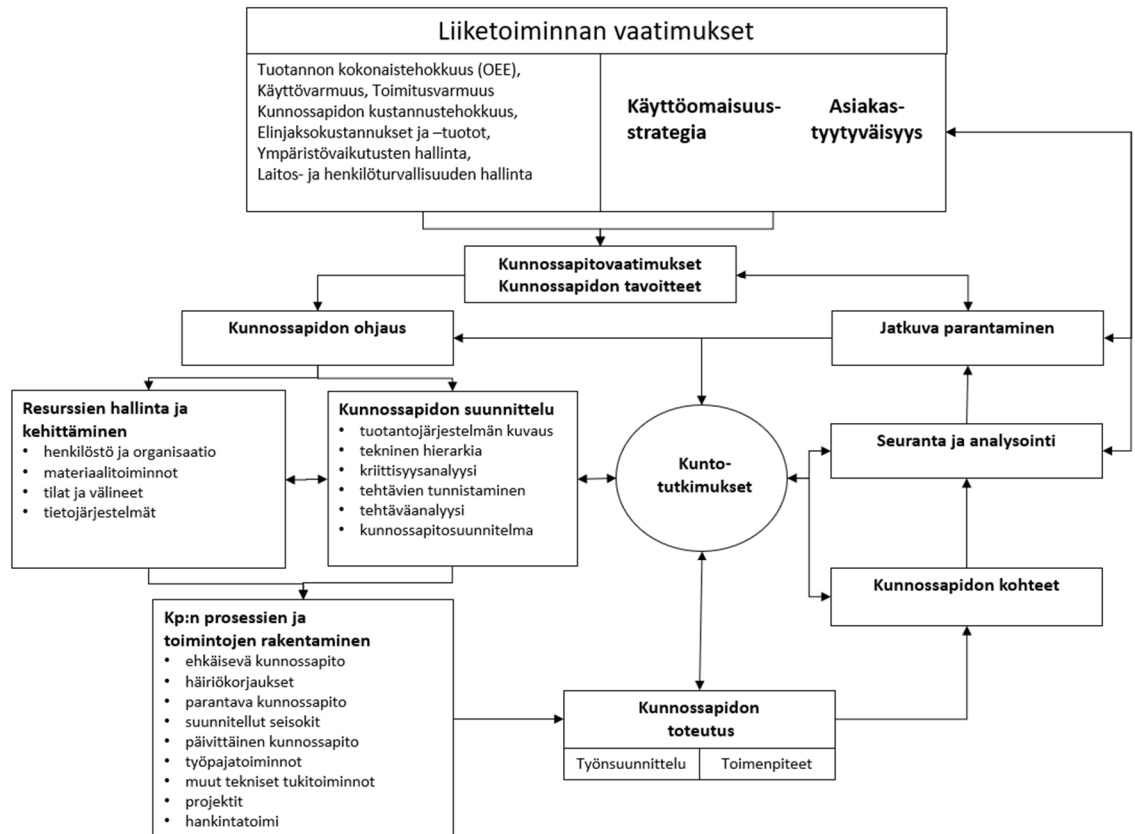 Liiketoiminnan vaatimukset
Tuotannon kokonaistehokkuus (OEE),
Käyttövarmuus, Toimitusvarmuus
Kunnossapidon kustannustehokkuus,
Elinjaksokustannukset ja –tuotot,
Ympäristövaikutusten hallinta,
Laitos- ja henkilöturvallisuuden hallinta
Käyttöomaisuus-
strategia
Asiakas-
tyytyväisyys
Kunnossapitovaatimukset
Kunnossapidon tavoitteet
Kunnossapidon ohjaus
Jatkuva parantaminen
Resurssien hallinta ja
kehittäminen
• henkilöstö ja organisaatio
• materiaalitoiminnot
• tilat ja välineet
• tietojärjestelmät
Kunnossapidon suunnittelu
• tuotantojärjestelmän kuvaus
• tekninen hierarkia
• kriittisyysanalyysi
• tehtävien tunnistaminen
• tehtäväanalyysi
• kunnossapitosuunnitelma
Kunto-
tutkimukset
Seuranta ja analysointi
Kunnossapidon kohteet
Kp:n prosessien ja
toimintojen rakentaminen
• ehkäisevä kunnossapito
• häiriökorjaukset
• parantava kunnossapito
• suunnitellut seisokit
• päivittäinen kunnossapito
• työpajatoiminnot
• muut tekniset tukitoiminnot
• projektit
• hankintatoimi
Kunnossapidon
toteutus
Työnsuunnittelu
Toimenpiteet